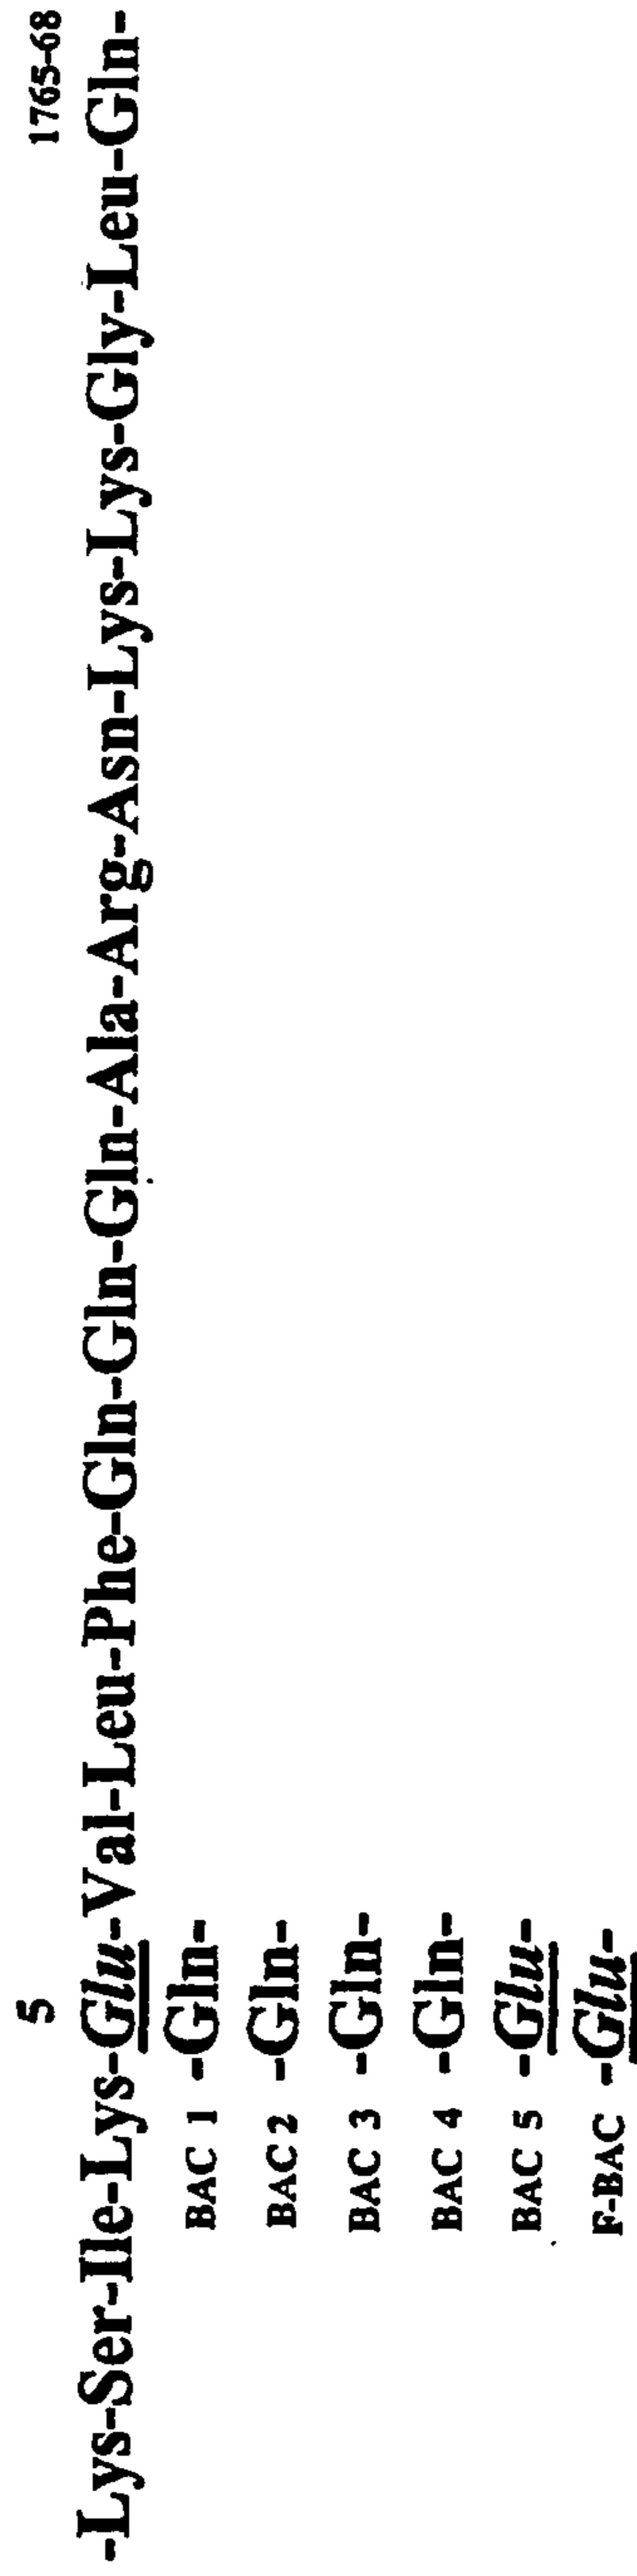 5 1765-68
-Lys-Ser-Ile-Lys-Glu-Val-Leu-Phe-Gln-Gln-Gln-Ala-Arg-Asn-Lys-Lys-Gly-Leu-Gln-
BAC 1 -Gln-
BAC 2 -Gln-
BAC 3 -Gln-
BAC 4 -Gln-
BAC 5 -Glu-
F-BAC -Glu-